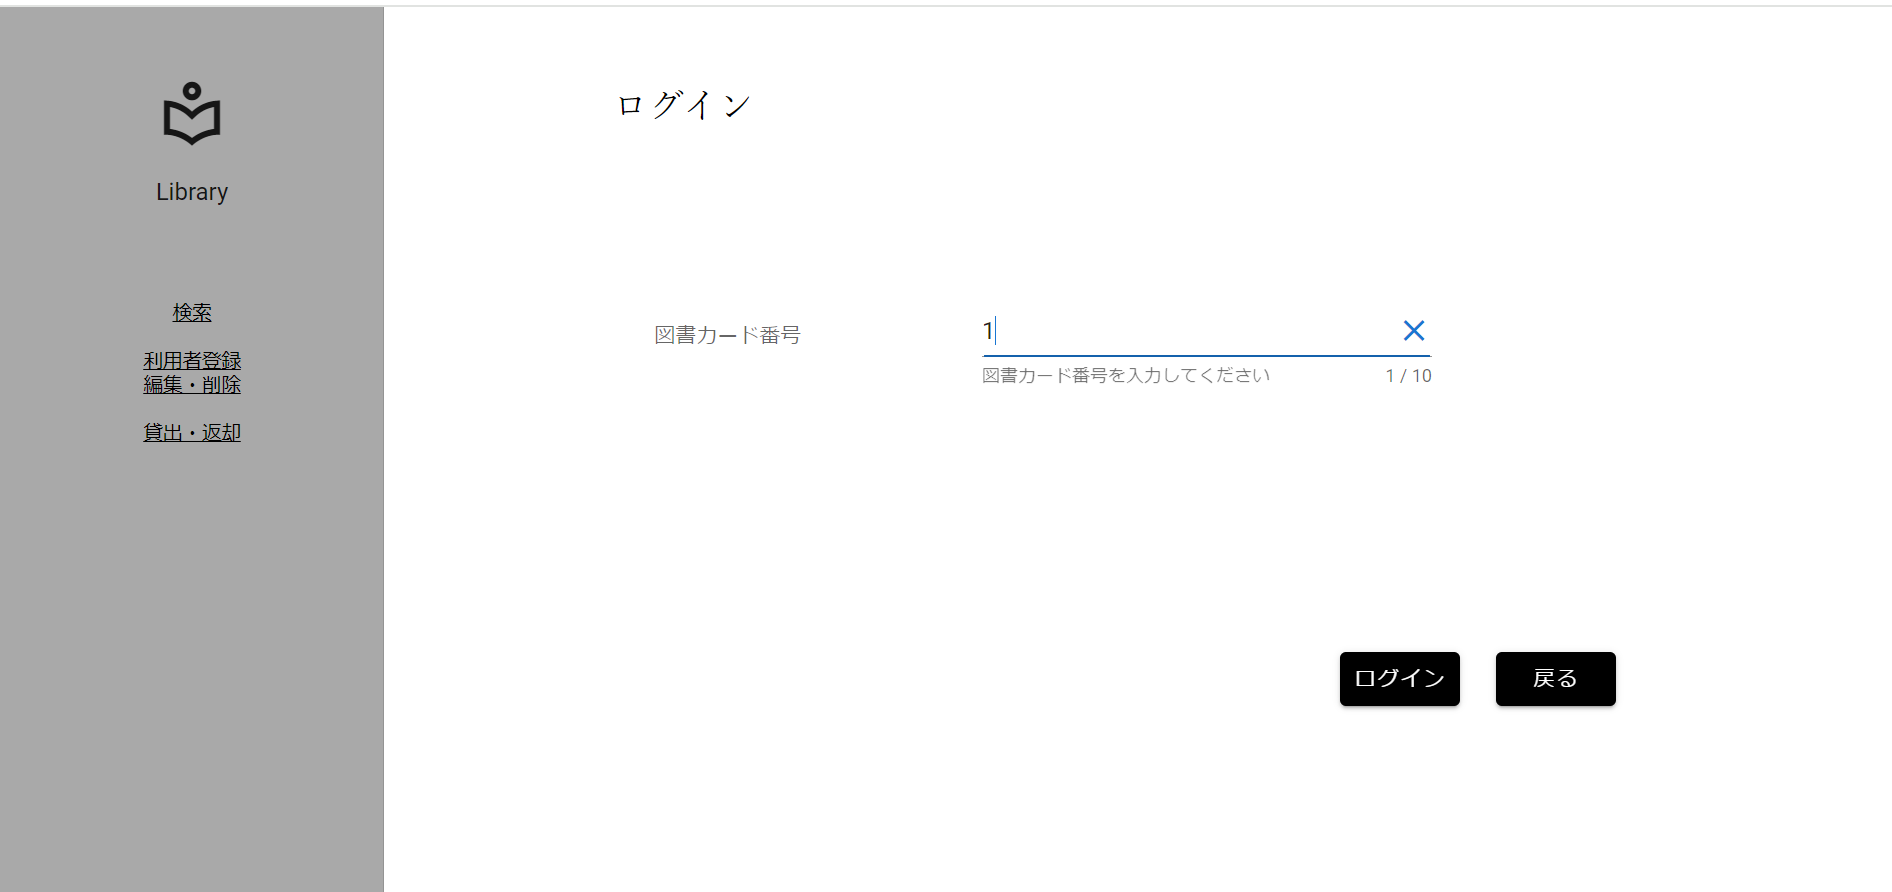 Library
検索
利用者登録
編集・削除
貸出・返却
ログイン
図書カード番号
1
図書カード番号を入力してください
1 / 10
ログイン
戻る